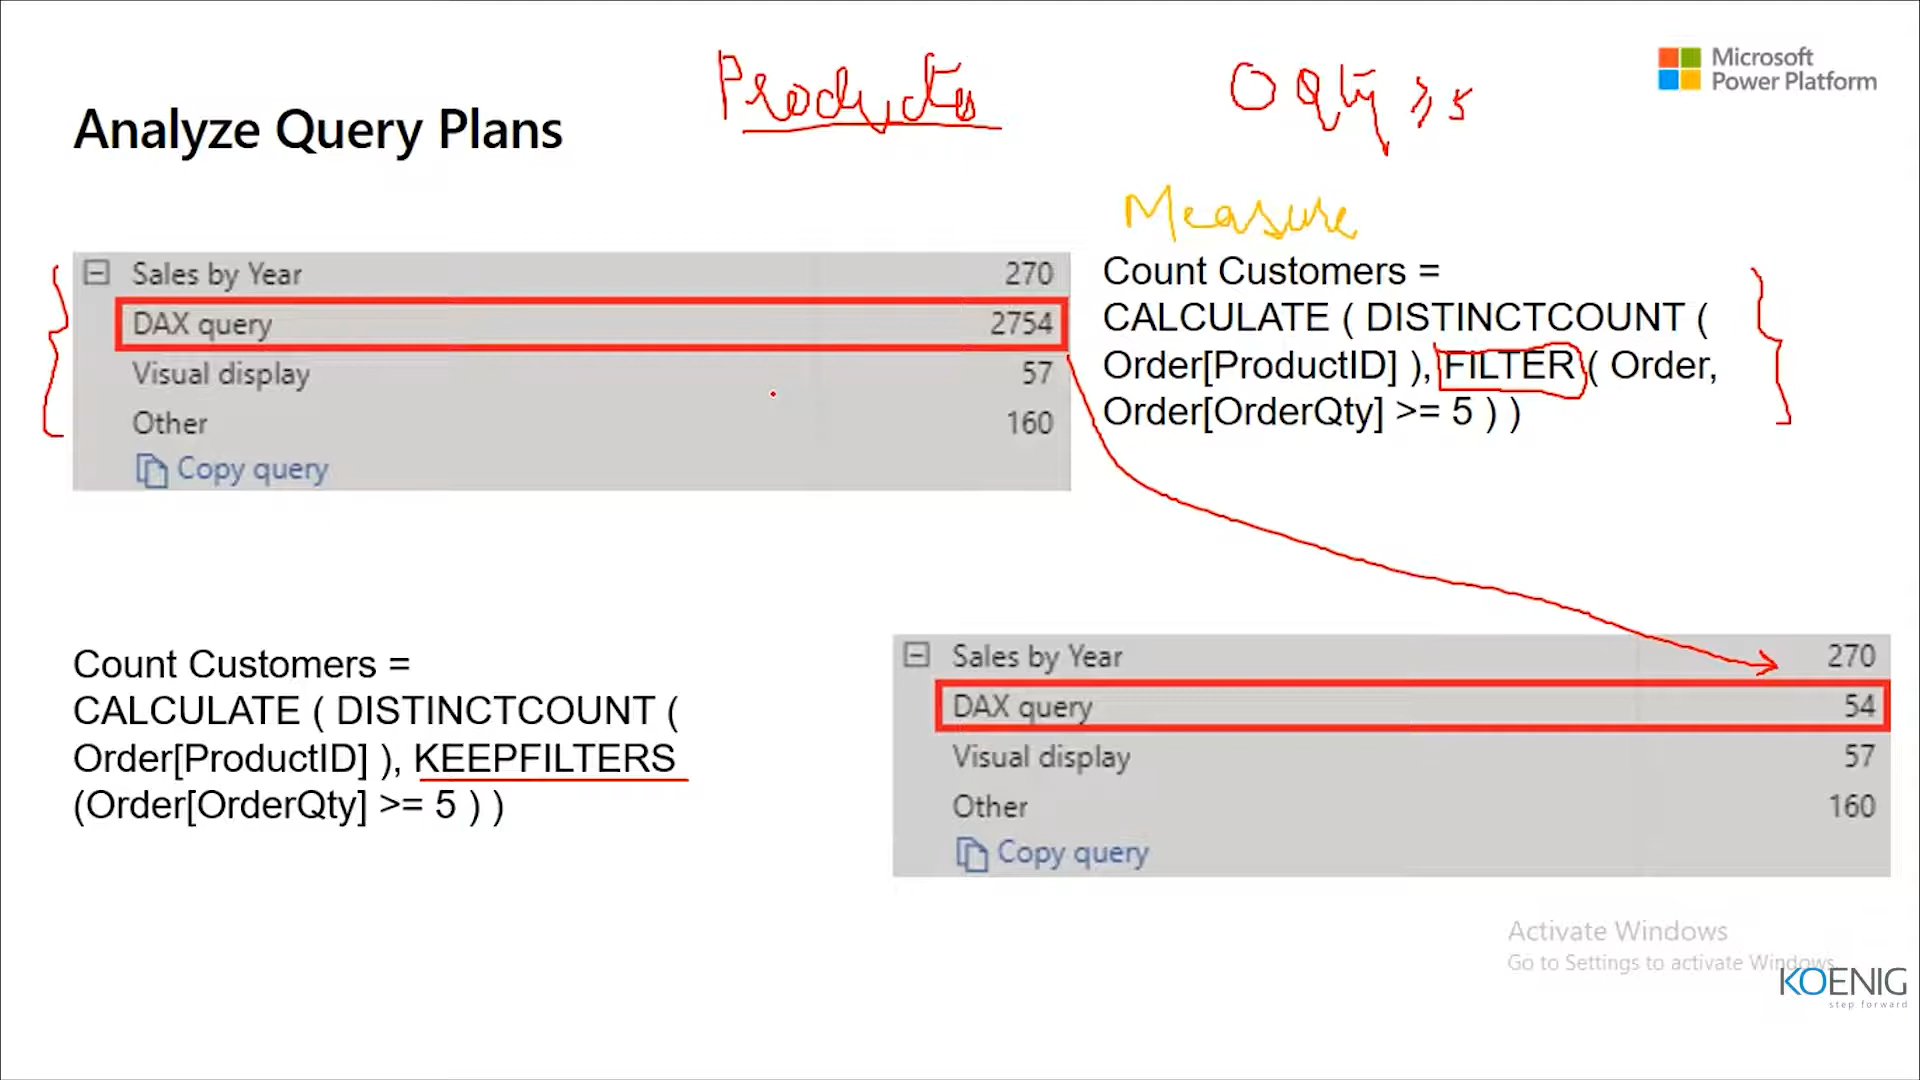 Products
O Qty ≥ 5
Microsoft
Power Platform
Analyze Query Plans
Measure
Sales by Year 270
DAX query 2754
Visual display 57
Other 160
Copy query
Count Customers =
CALCULATE ( DISTINCTCOUNT (
Order[ProductID] ), FILTER ( Order,
Order[OrderQty] >= 5 ) )
Count Customers =
CALCULATE ( DISTINCTCOUNT (
Order[ProductID] ), KEEPFILTERS
(Order[OrderQty] >= 5 ) )
Sales by Year 270
DAX query 54
Visual display 57
Other 160
Copy query
Activate Windows
Go to Settings to activate Windows.
KOENIG
step forward